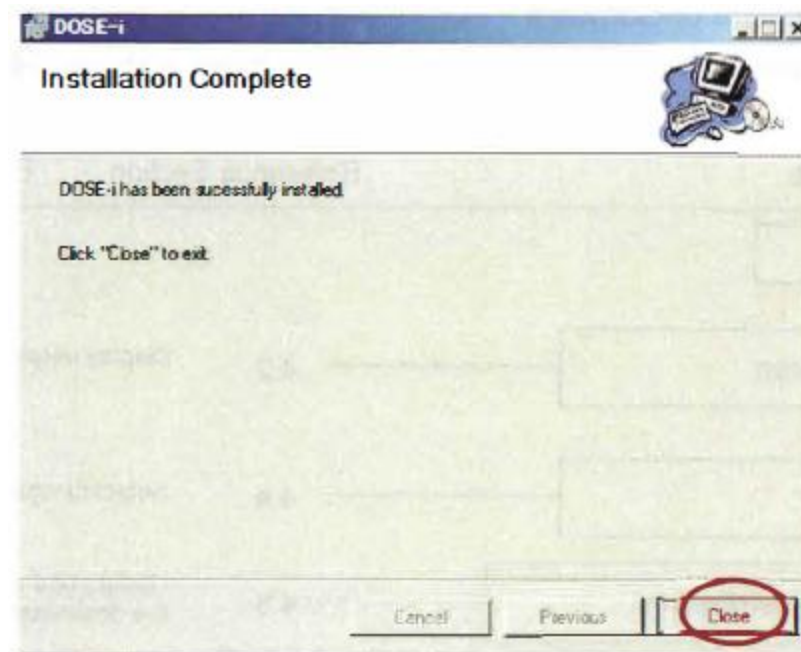 DOSE-i
Installation Complete
DOSE-i has been sucessfully installed.
Click "Close" to exit.
Cancel Previous Close